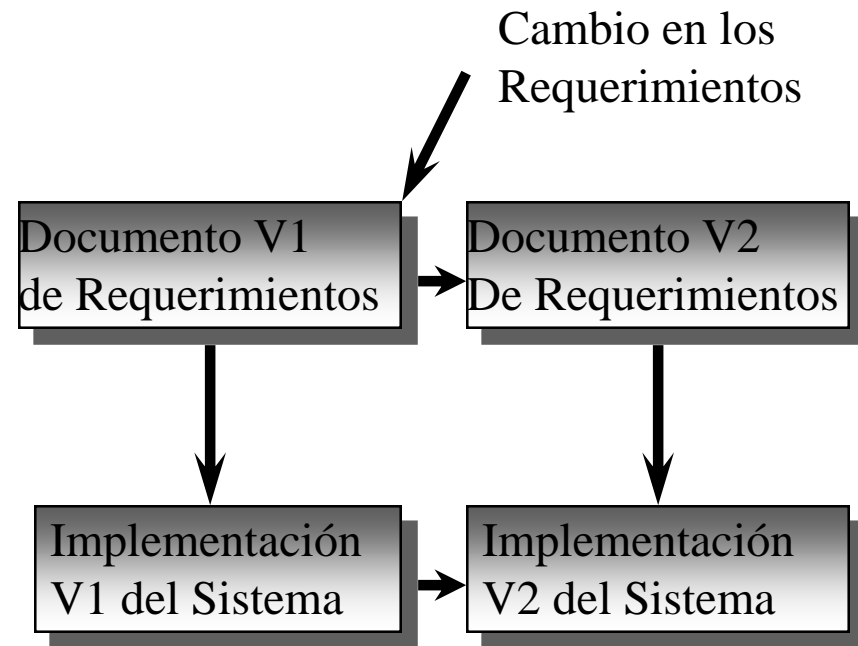 Cambio en los
Requerimientos
Documento V1
de Requerimientos
Documento V2
De Requerimientos
Implementación
V1 del Sistema
Implementación
V2 del Sistema